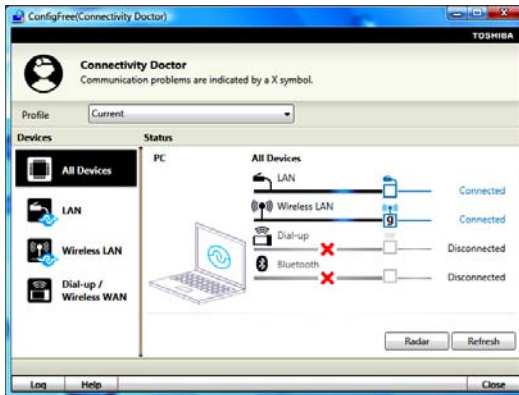 ConfigFree(Connectivity Doctor)
TOSHIBA
Connectivity Doctor
Communication problems are indicated by a X symbol.
Profile
Current
Devices
Status
All Devices
LAN
Wireless LAN
Dial-up /
Wireless WAN
PC
All Devices
LAN
Connected
Wireless LAN
g
Connected
Dial-up
Disconnected
Bluetooth
Disconnected
Radar
Refresh
Log
Help
Close